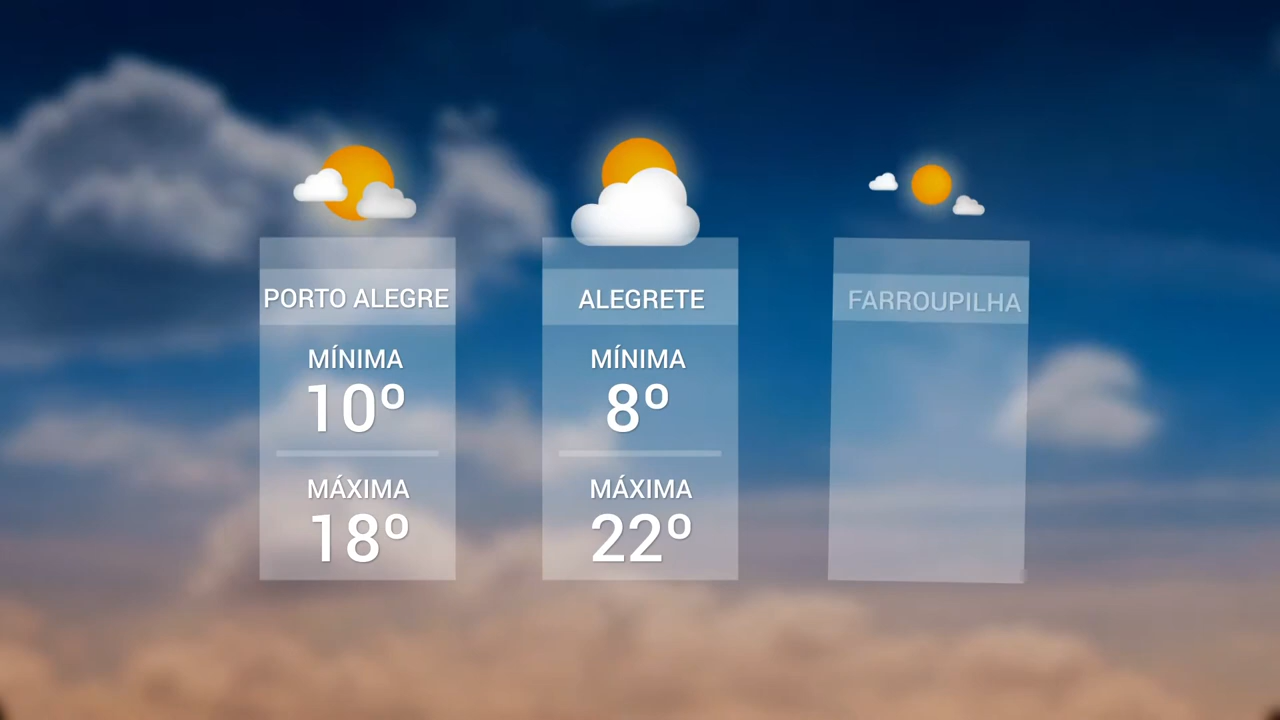 PORTO ALEGRE
MÍNIMA
10º
MÁXIMA
18º
ALEGRETE
MÍNIMA
8º
MÁXIMA
22º
FARROUPILHA